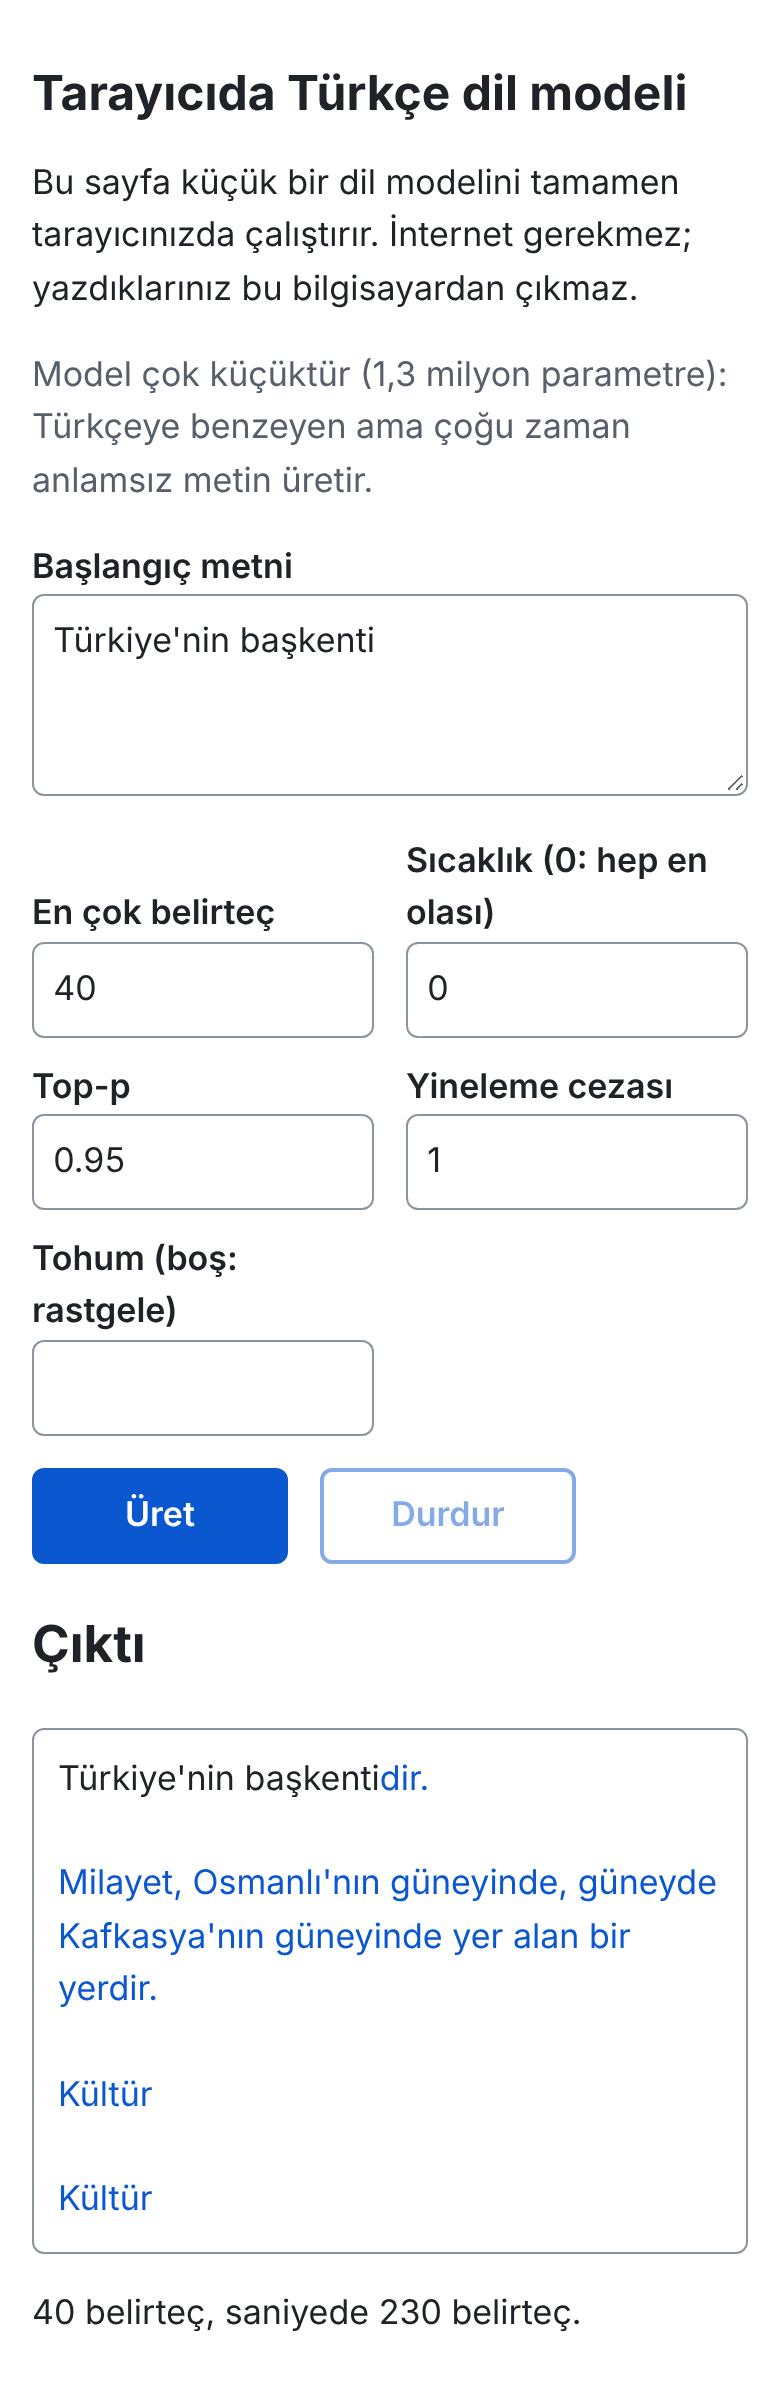 Tarayıcıda Türkçe dil modeli
Bu sayfa küçük bir dil modelini tamamen
tarayıcınızda çalıştırır. İnternet gerekmez;
yazdıklarınız bu bilgisayardan çıkmaz.
Model çok küçüktür (1,3 milyon parametre):
Türkçeye benzeyen ama çoğu zaman
anlamsız metin üretir.
Başlangıç metni
Türkiye'nin başkenti
En çok belirteç
40
Sıcaklık (0: hep en
olası)
0
Top-p
0.95
Yineleme cezası
1
Tohum (boş:
rastgele)
Üret
Durdur
Çıktı
Türkiye'nin başkentidir.
Milayet, Osmanlı'nın güneyinde, güneyde
Kafkasya'nın güneyinde yer alan bir
yerdir.
Kültür
Kültür
40 belirteç, saniyede 230 belirteç.